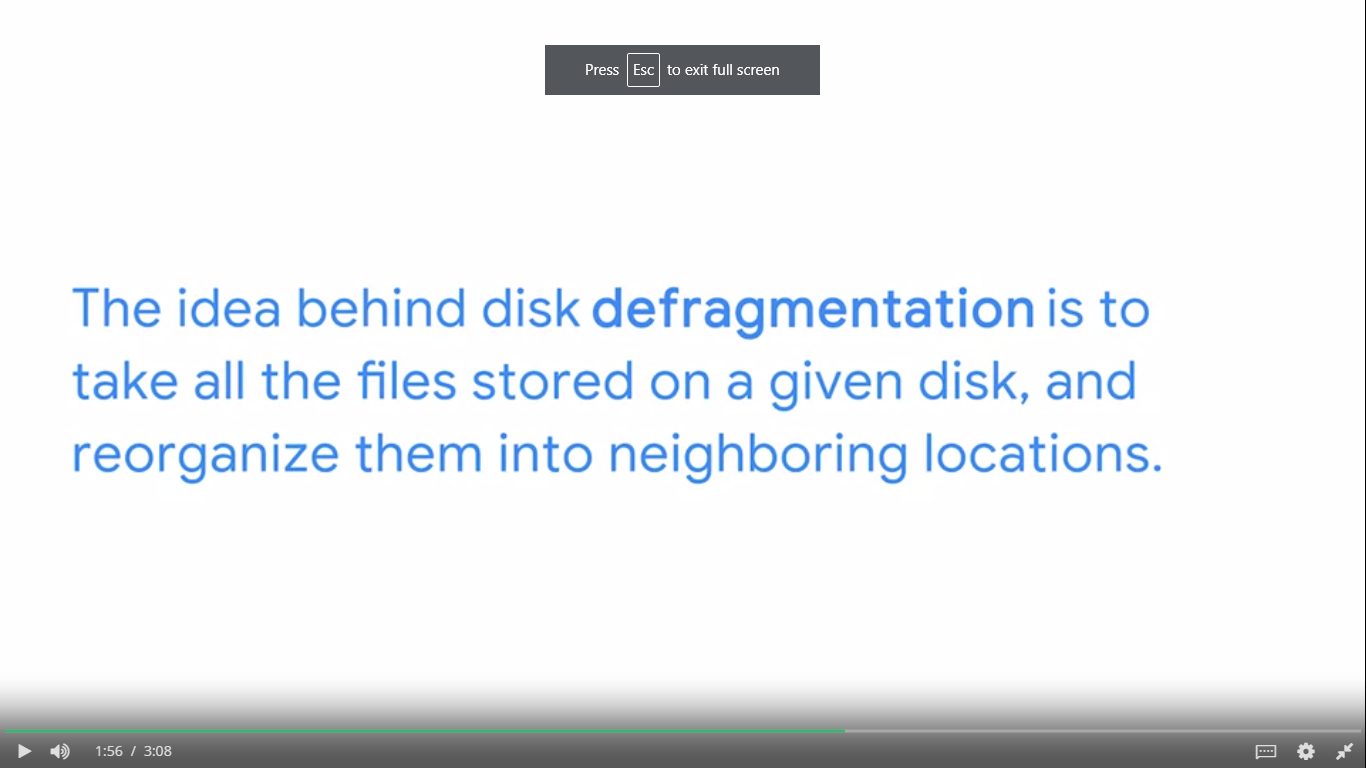 Press Esc to exit full screen
The idea behind disk defragmentation is to
take all the files stored on a given disk, and
reorganize them into neighboring locations.
1:56 / 3:08